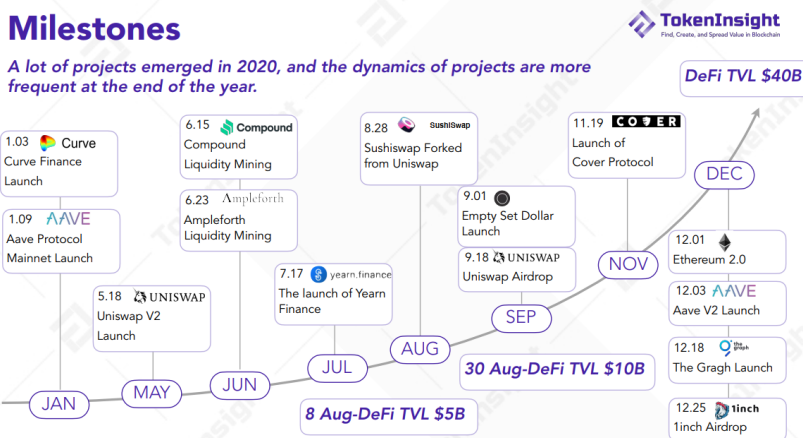 Milestones
TokenInsight
Find, Create, and Spread Value in Blockchain
A lot of projects emerged in 2020, and the dynamics of projects are more
frequent at the end of the year.
DeFi TVL $40B
1.03 Curve
Curve Finance
Launch
1.09 AAVE
Aave Protocol
Mainnet Launch
JAN
5.18 UNISWAP
Uniswap V2
Launch
MAY
6.15 Compound
Compound
Liquidity Mining
6.23 Ampleforth
Ampleforth
Liquidity Mining
JUN
7.17 yearn.finance
The launch of Yearn
Finance
JUL
8.28 SushiSwap
Sushiswap Forked
from Uniswap
AUG
8 Aug-DeFi TVL $5B
9.01
Empty Set Dollar
Launch
9.18 UNISWAP
Uniswap Airdrop
SEP
30 Aug-DeFi TVL $10B
11.19 COVER
Launch of
Cover Protocol
NOV
DEC
12.01
Ethereum 2.0
12.03 AAVE
Aave V2 Launch
12.18 the graph
The Gragh Launch
12.25 1inch
1inch Airdrop